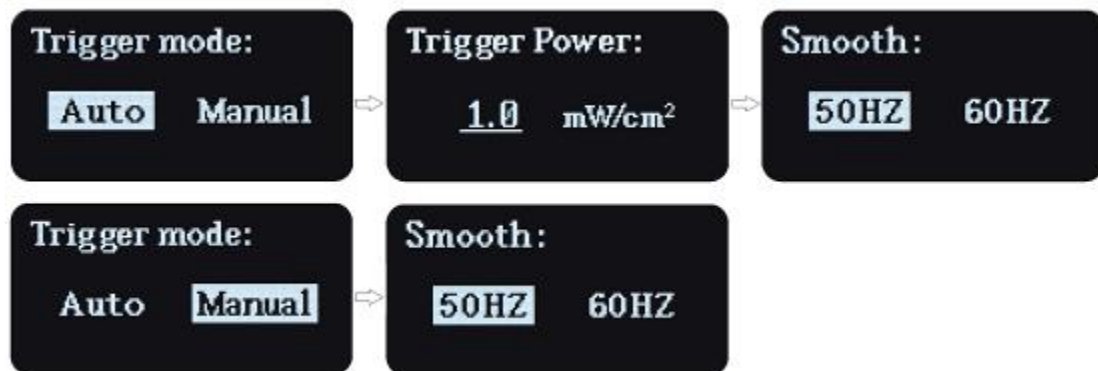 Trigger mode:
Auto Manual
Trigger Power:
1.0 mW/cm²
Smooth:
50HZ 60HZ
Trigger mode:
Auto Manual
Smooth:
50HZ 60HZ